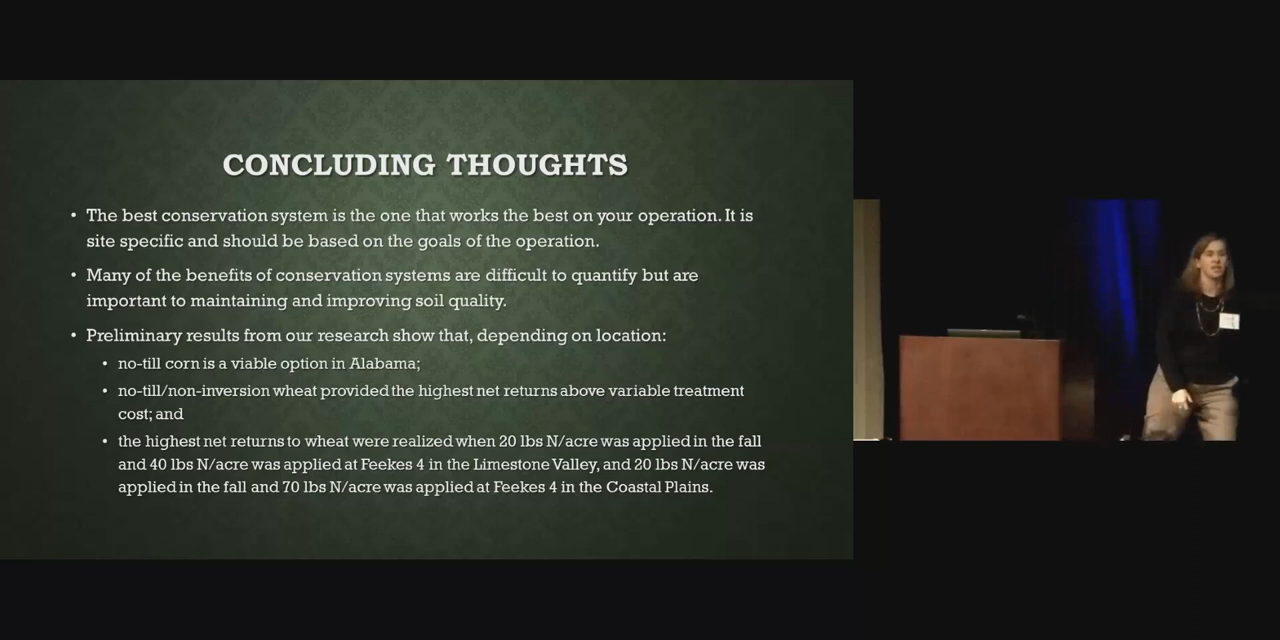 CONCLUDING THOUGHTS
• The best conservation system is the one that works the best on your operation. It is
site specific and should be based on the goals of the operation.
• Many of the benefits of conservation systems are difficult to quantify but are
important to maintaining and improving soil quality.
• Preliminary results from our research show that, depending on location:
• no-till corn is a viable option in Alabama;
• no-till/non-inversion wheat provided the highest net returns above variable treatment
cost; and
• the highest net returns to wheat were realized when 20 lbs N/acre was applied in the fall
and 40 lbs N/acre was applied at Feekes 4 in the Limestone Valley, and 20 lbs N/acre was
applied in the fall and 70 lbs N/acre was applied at Feekes 4 in the Coastal Plains.